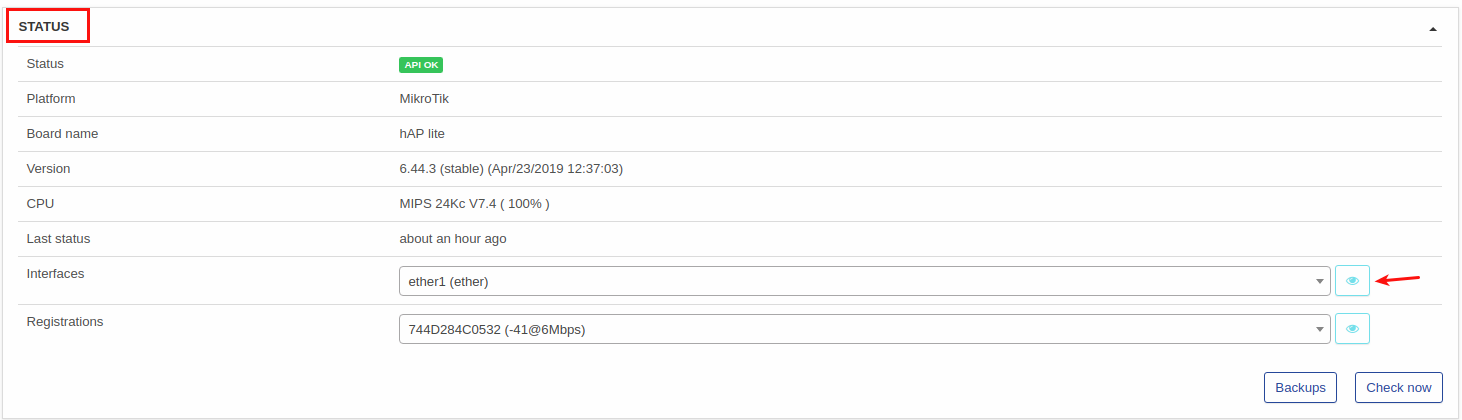 STATUS
Status API OK
Platform MikroTik
Board name hAP lite
Version 6.44.3 (stable) (Apr/23/2019 12:37:03)
CPU MIPS 24Kc V7.4 ( 100% )
Last status about an hour ago
Interfaces ether1 (ether)
Registrations 744D284C0532 (-41@6Mbps)
Backups Check now